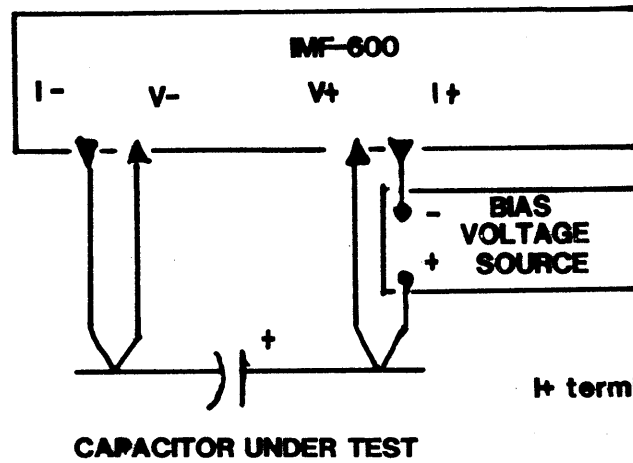 IMF-600
I- V- V+ I+
- BIAS
VOLTAGE
+ SOURCE
+
I+ term
CAPACITOR UNDER TEST